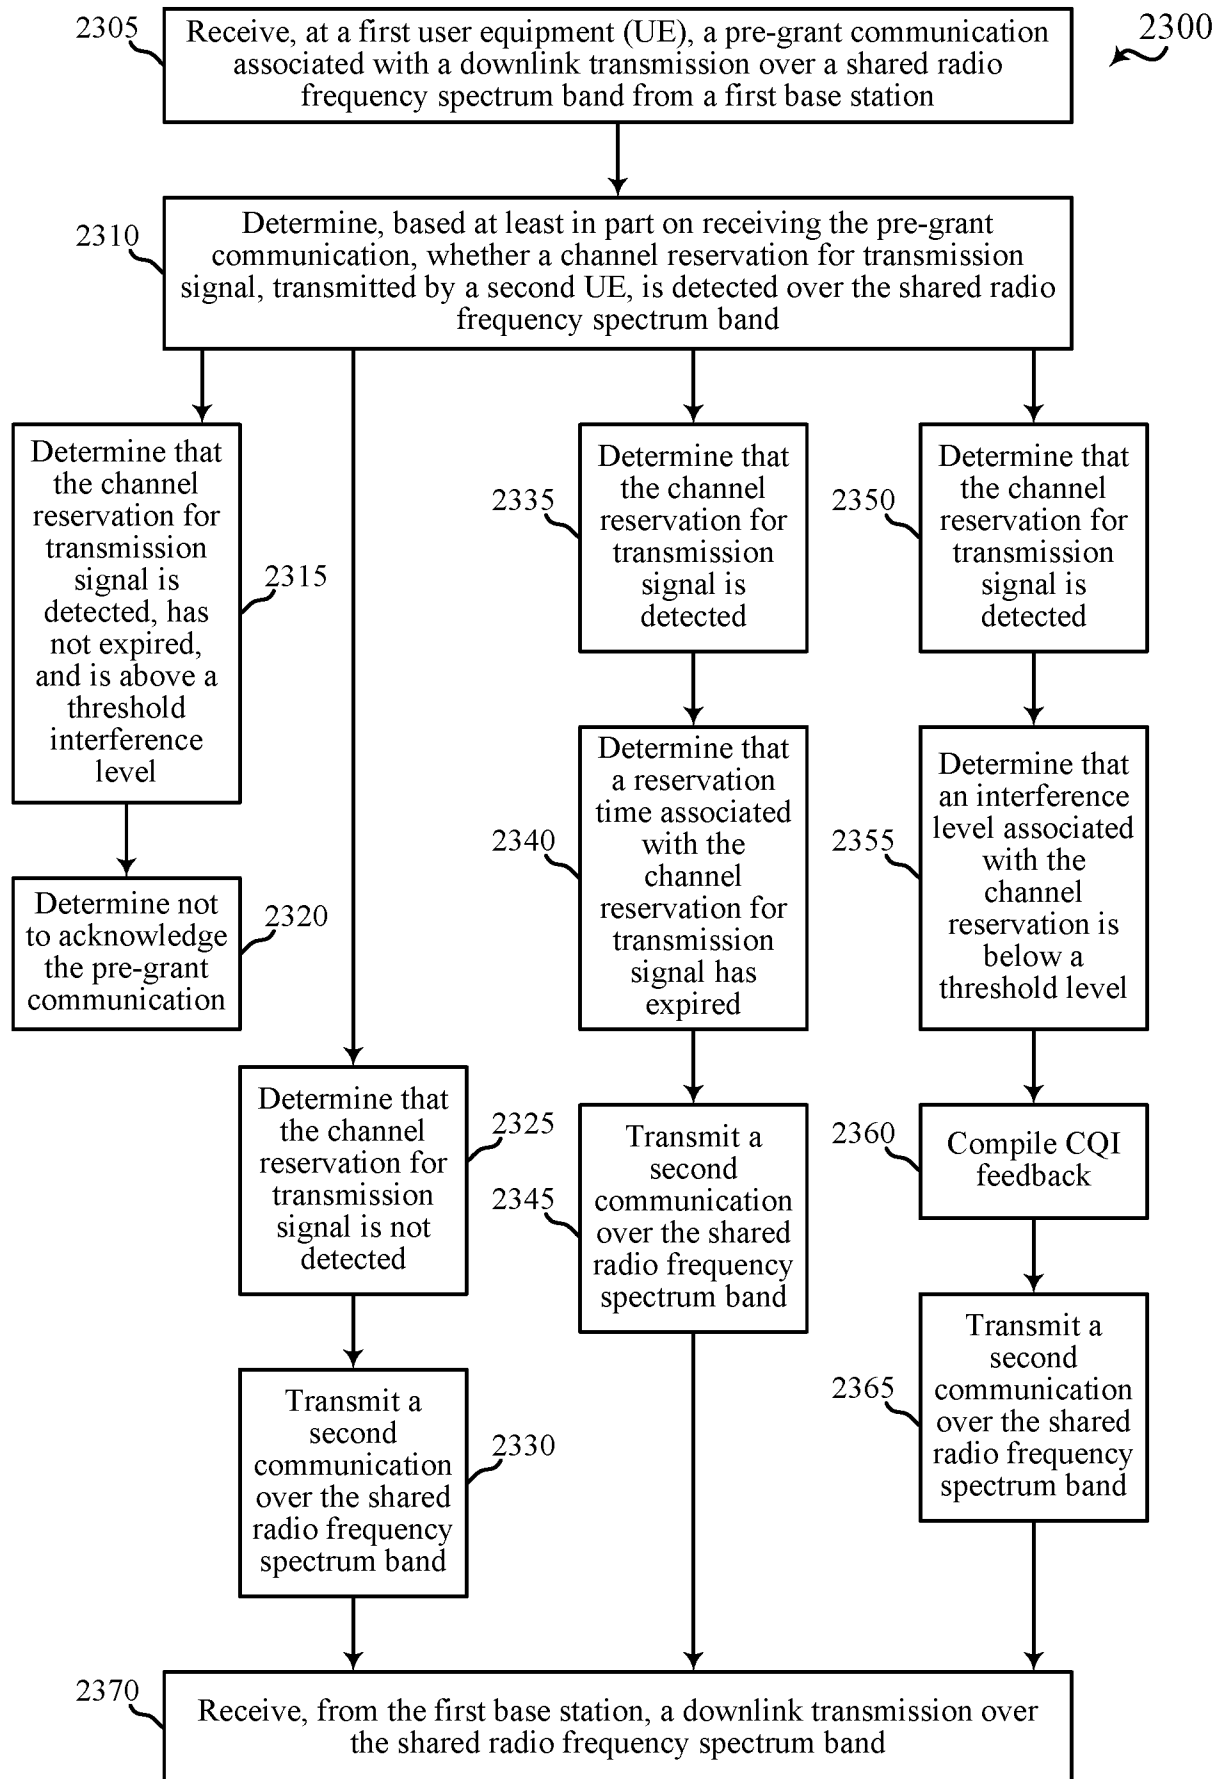 2300
2305
Receive, at a first user equipment (UE), a pre-grant communication
associated with a downlink transmission over a shared radio
frequency spectrum band from a first base station
2310
Determine, based at least in part on receiving the pre-grant
communication, whether a channel reservation for transmission
signal, transmitted by a second UE, is detected over the shared radio
frequency spectrum band
Determine that
the channel
reservation for
transmission
signal is
detected, has
not expired,
and is above a
threshold
interference
level
2315
Determine not
to acknowledge
the pre-grant
communication
2320
Determine that
the channel
reservation for
transmission
signal is not
detected
2325
Transmit a
second
communication
over the shared
radio frequency
spectrum band
2330
2335
Determine that
the channel
reservation for
transmission
signal is
detected
2340
Determine that
a reservation
time associated
with the
channel
reservation for
transmission
signal has
expired
2345
Transmit a
second
communication
over the shared
radio frequency
spectrum band
2350
Determine that
the channel
reservation for
transmission
signal is
detected
2355
Determine that
an interference
level associated
with the
channel
reservation is
below a
threshold level
2360
Compile CQI
feedback
2365
Transmit a
second
communication
over the shared
radio frequency
spectrum band
2370
Receive, from the first base station, a downlink transmission over
the shared radio frequency spectrum band